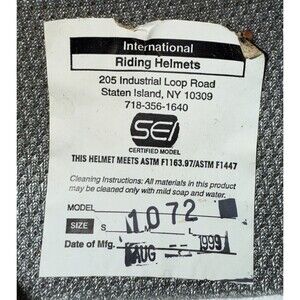 International
Riding Helmets
205 Industrial Loop Road
Staten Island, NY 10309
718-356-1640
SEI
CERTIFIED MODEL
THIS HELMET MEETS ASTM F1163.97/ASTM F1447
Cleaning Instructions: All materials in this product
may be cleaned only with mild soap and water.
MODEL
SIZE S 1072
Date of Mfg. AUG 1999